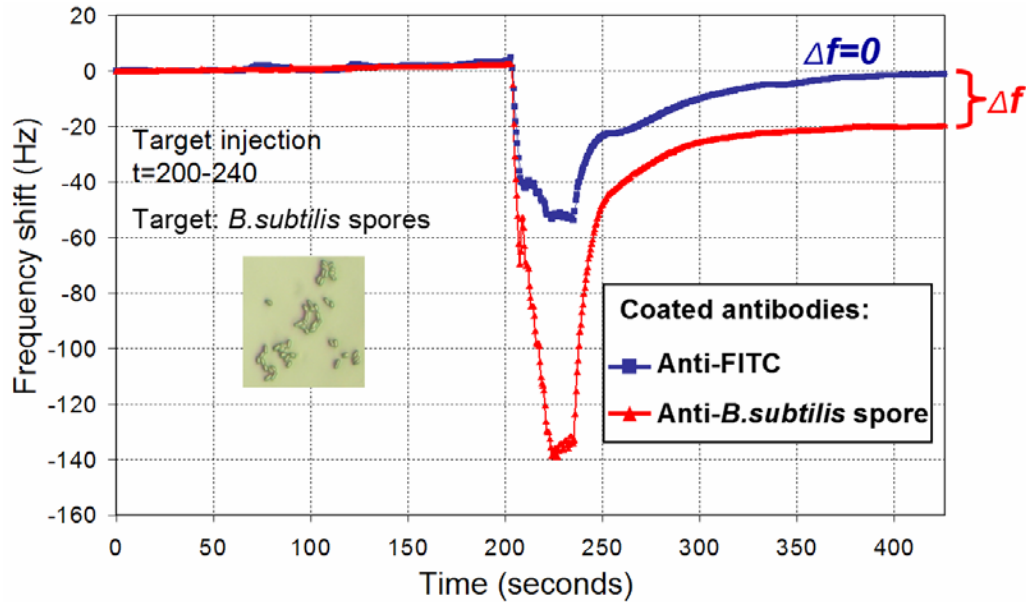 20
0
-20
-40
-60
-80
-100
-120
-140
-160
Frequency shift (Hz)
Δf=0
Δf
Target injection
t=200-240
Target: B.subtilis spores
Coated antibodies:
Anti-FITC
Anti-B.subtilis spore
0 50 100 150 200 250 300 350 400
Time (seconds)